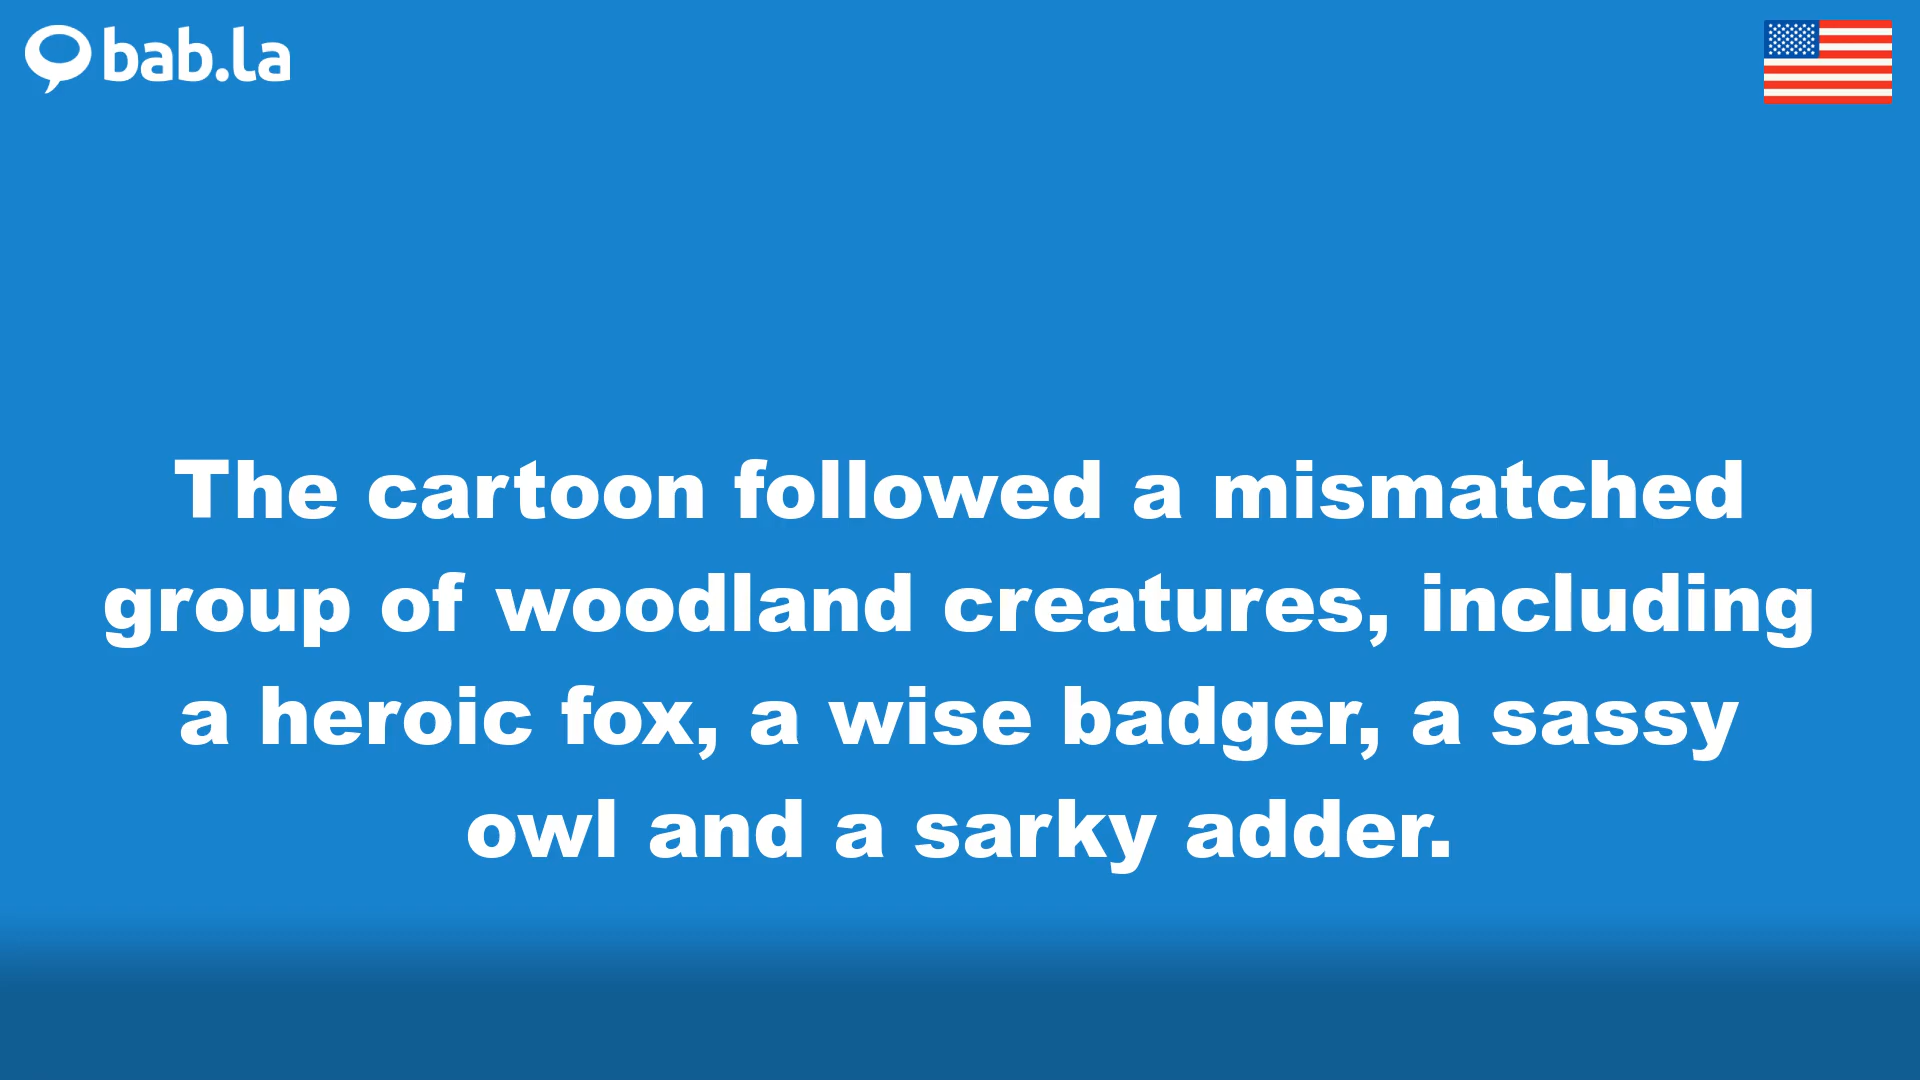 bab.la
The cartoon followed a mismatched
group of woodland creatures, including
a heroic fox, a wise badger, a sassy
owl and a sarky adder.